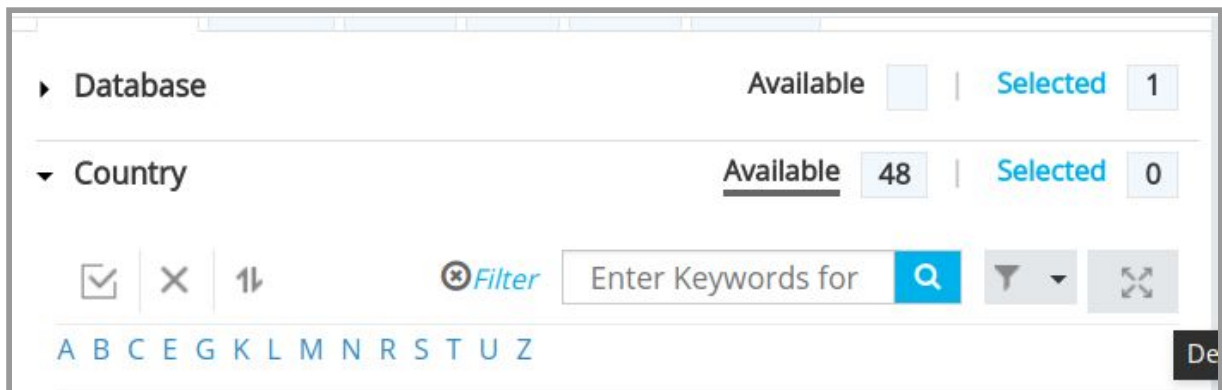 Database Available | Selected 1
Country Available 48 | Selected 0
Filter Enter Keywords for
A B C E G K L M N R S T U Z
De